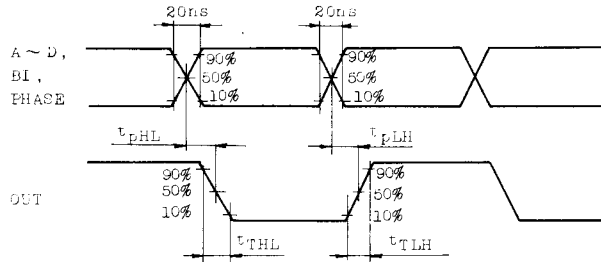 20ns 20ns
A ~ D,
BI,
PHASE
90% 90%
50% 50%
10% 10%
tpHL tpLH
OUT
90% 90%
50% 50%
10% 10%
tTHL tTLH